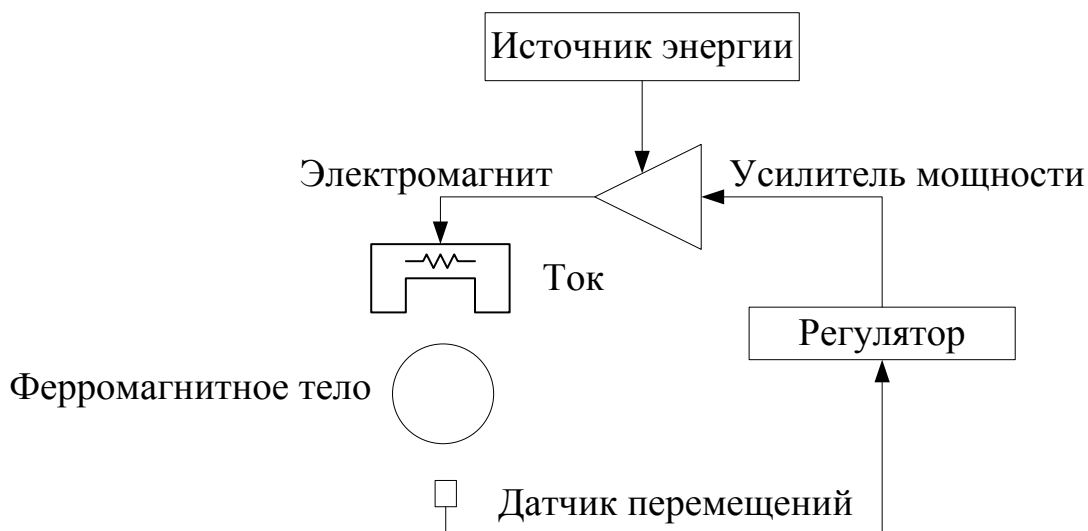 Источник энергии
Электромагнит
Усилитель мощности
Ток
Регулятор
Ферромагнитное тело
Датчик перемещений